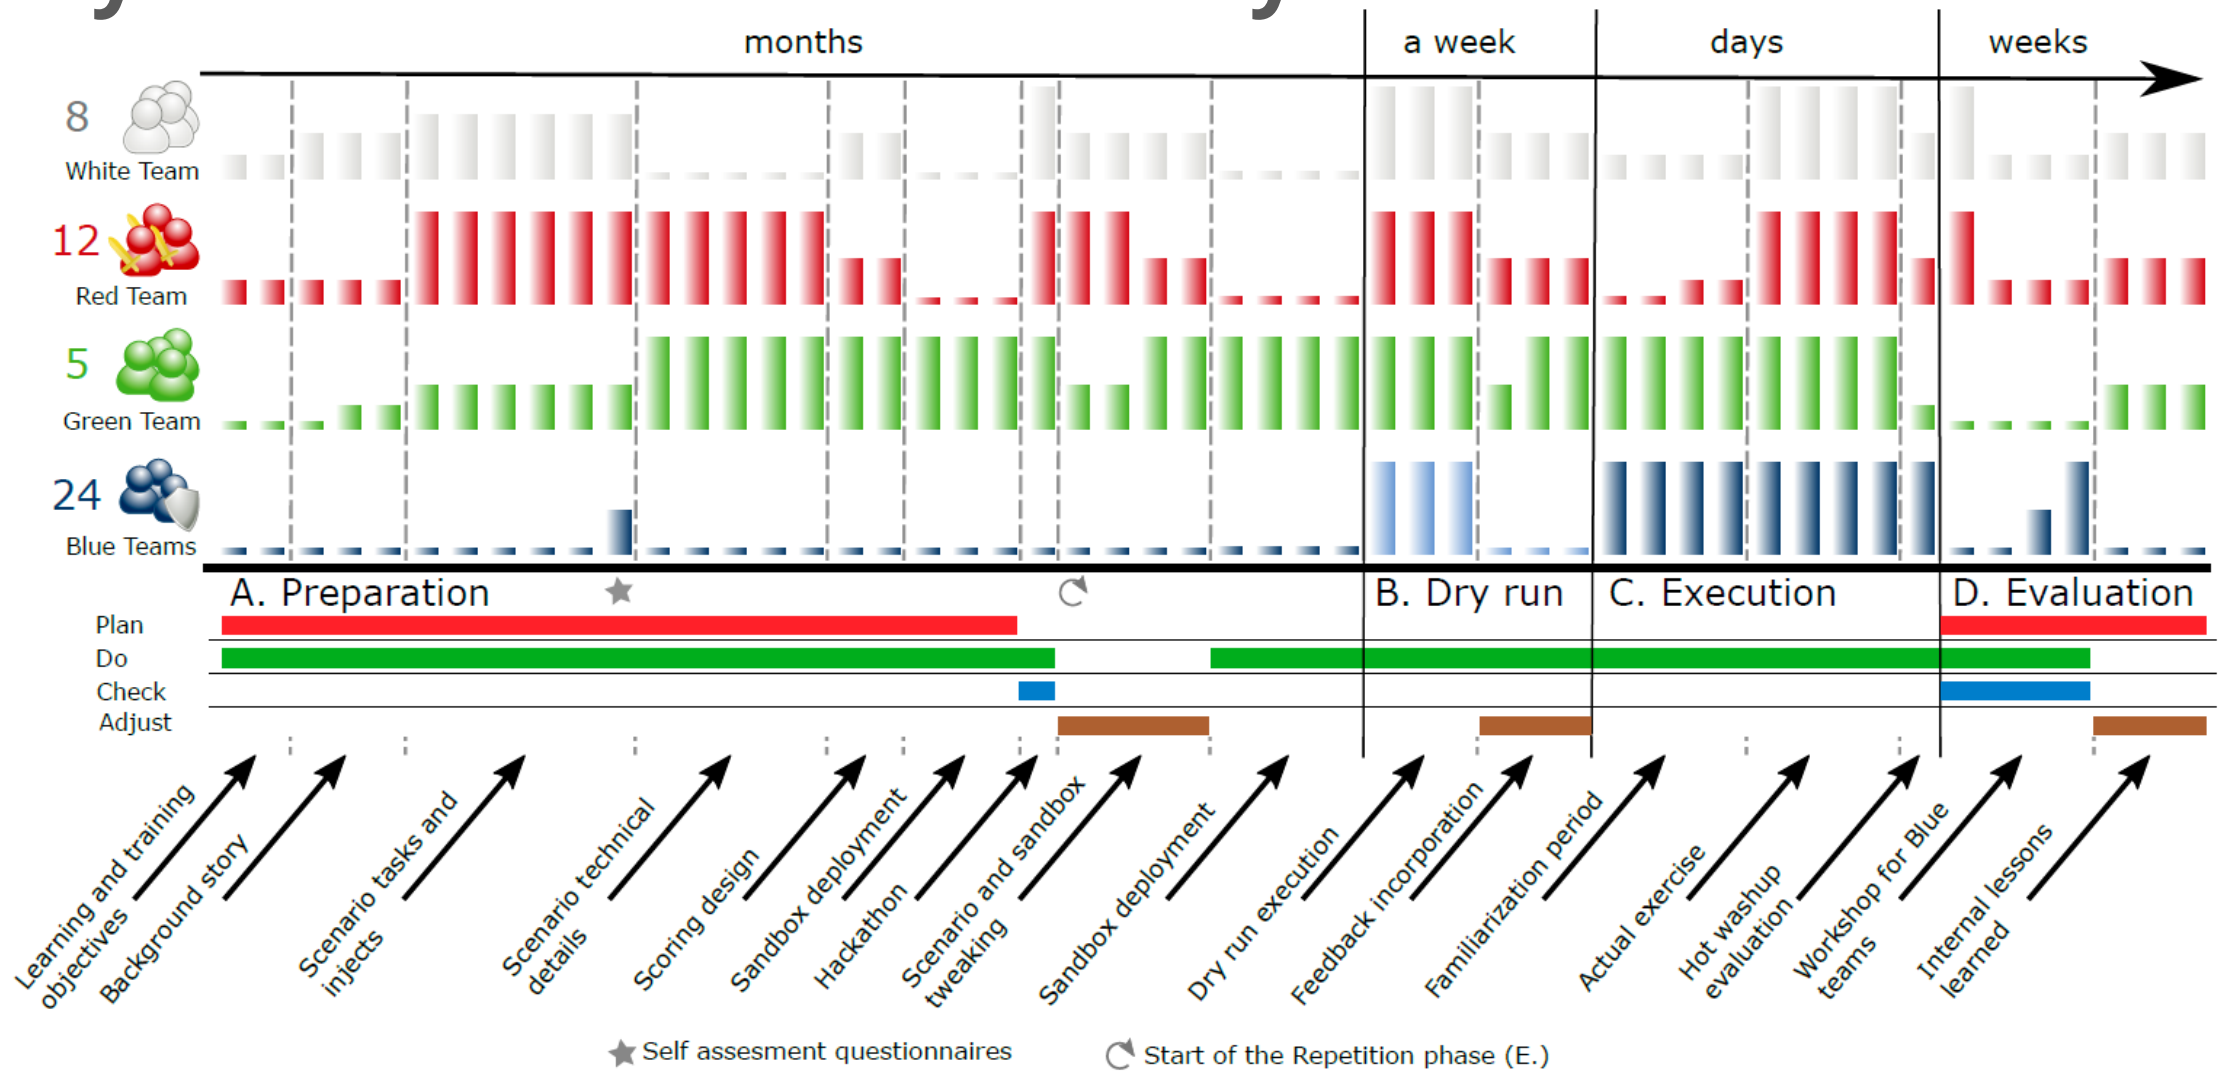 months
a week
days
weeks
8
White Team
12
Red Team
5
Green Team
24
Blue Teams
A. Preparation
B. Dry run
C. Execution
D. Evaluation
Plan
Do
Check
Adjust
Learning and training
objectives
Background story
Scenario tasks and
injects
Scenario technical
details
Scoring design
Sandbox deployment
Hackathon
Scenario and sandbox
tweaking
Sandbox deployment
Dry run execution
Feedback incorporation
Familiarization period
Actual exercise
Hot washup
evaluation
Workshop for Blue
teams
Internal lessons
learned
Self assesment questionnaires
Start of the Repetition phase (E.)